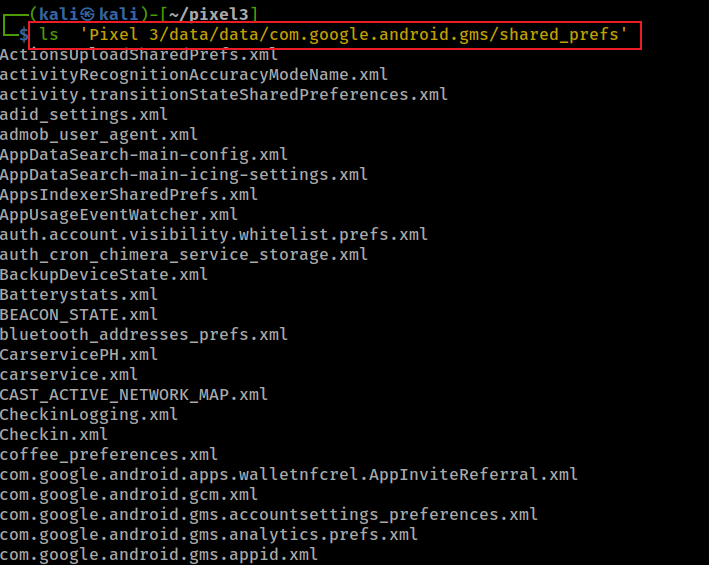 ┌──(kali㉿kali)-[~/pixel3]
└─$ ls  'Pixel 3/data/data/com.google.android.gms/shared_prefs'
ActionsUploadSharedPrefs.xml
activityRecognitionAccuracyModeName.xml
activity.transitionStateSharedPreferences.xml
adid_settings.xml
admob_user_agent.xml
AppDataSearch-main-config.xml
AppDataSearch-main-icing-settings.xml
AppsIndexerSharedPrefs.xml
AppUsageEventWatcher.xml
auth.account.visibility.whitelist.prefs.xml
auth_cron_chimera_service_storage.xml
BackupDeviceState.xml
Batterystats.xml
BEACON_STATE.xml
bluetooth_addresses_prefs.xml
CarservicePH.xml
carservice.xml
CAST_ACTIVE_NETWORK_MAP.xml
CheckinLogging.xml
Checkin.xml
coffee_preferences.xml
com.google.android.apps.walletnfcrel.AppInviteReferral.xml
com.google.android.gcm.xml
com.google.android.gms.accountsettings_preferences.xml
com.google.android.gms.analytics.prefs.xml
com.google.android.gms.appid.xml